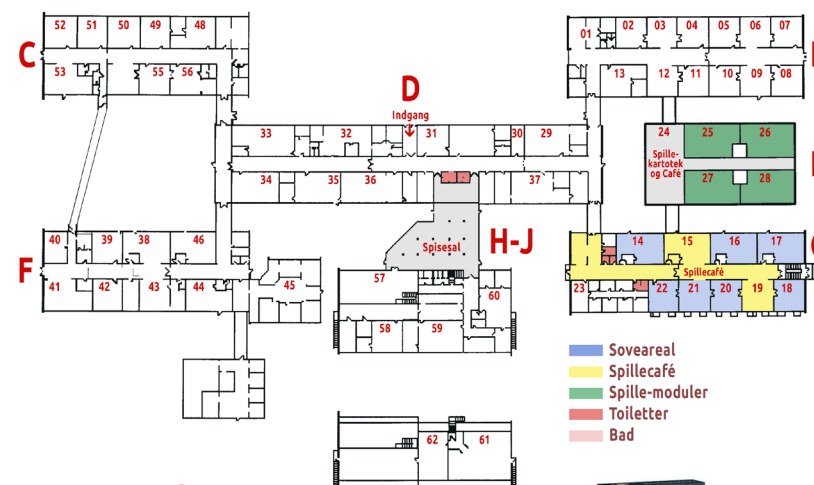 52 51 50 49 48
01 02 03 04 05 06 07
C
53 55 56
13 12 11 10 09 08
D
Indgang
33 32 31 30 29
24 25 26
Spille-
kartotek
og Café
34 35 36 37
27 28
Spisesal
H-J
40 39 38 46
14 15 16 17
F
Spillecafé
41 42 43 44 45
57 60
23 22 21 20 19 18
58 59
Soveareal
Spillecafé
Spille-moduler
Toiletter
Bad
62 61